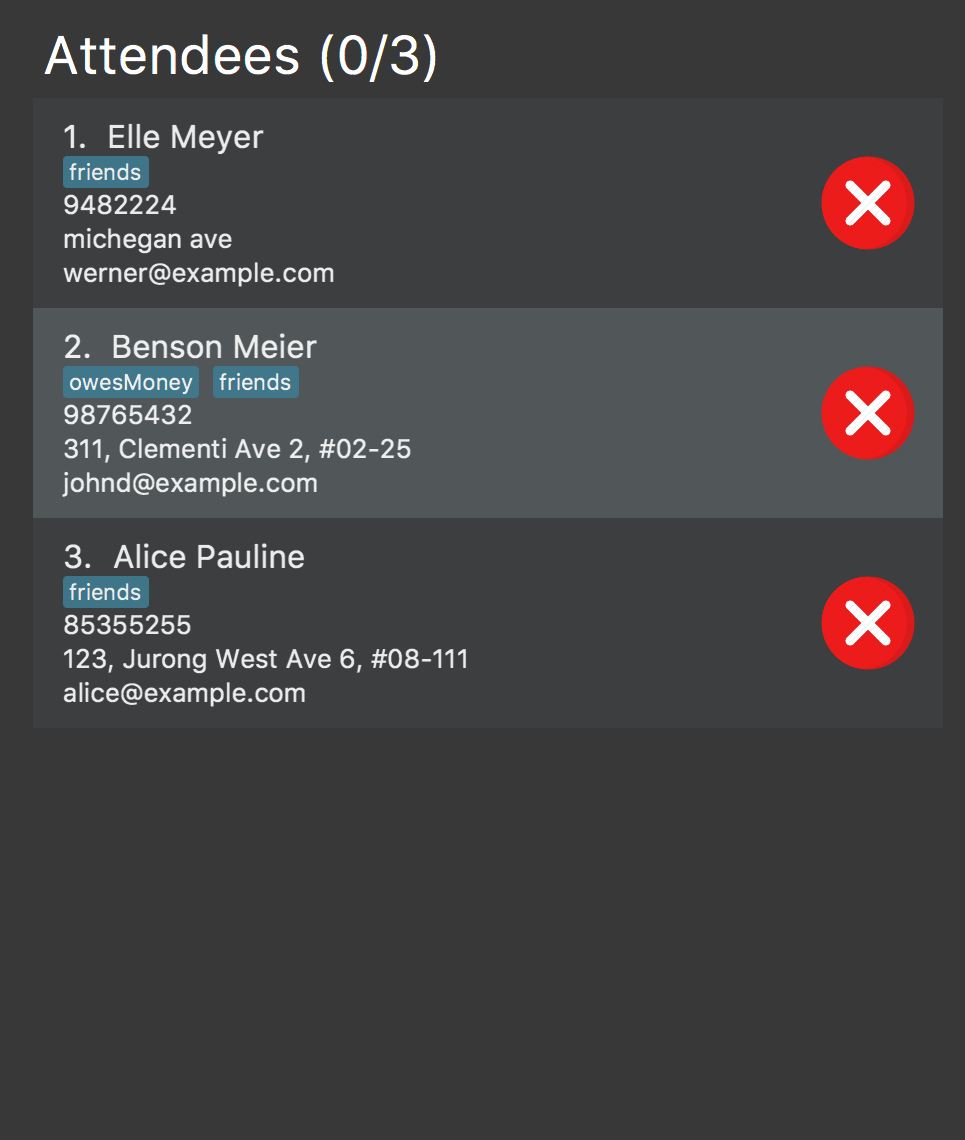 Attendees (0/3)
1. Elle Meyer
friends
9482224
michegan ave
werner@example.com
2. Benson Meier
owesMoney friends
98765432
311, Clementi Ave 2, #02-25
johnd@example.com
3. Alice Pauline
friends
85355255
123, Jurong West Ave 6, #08-111
alice@example.com